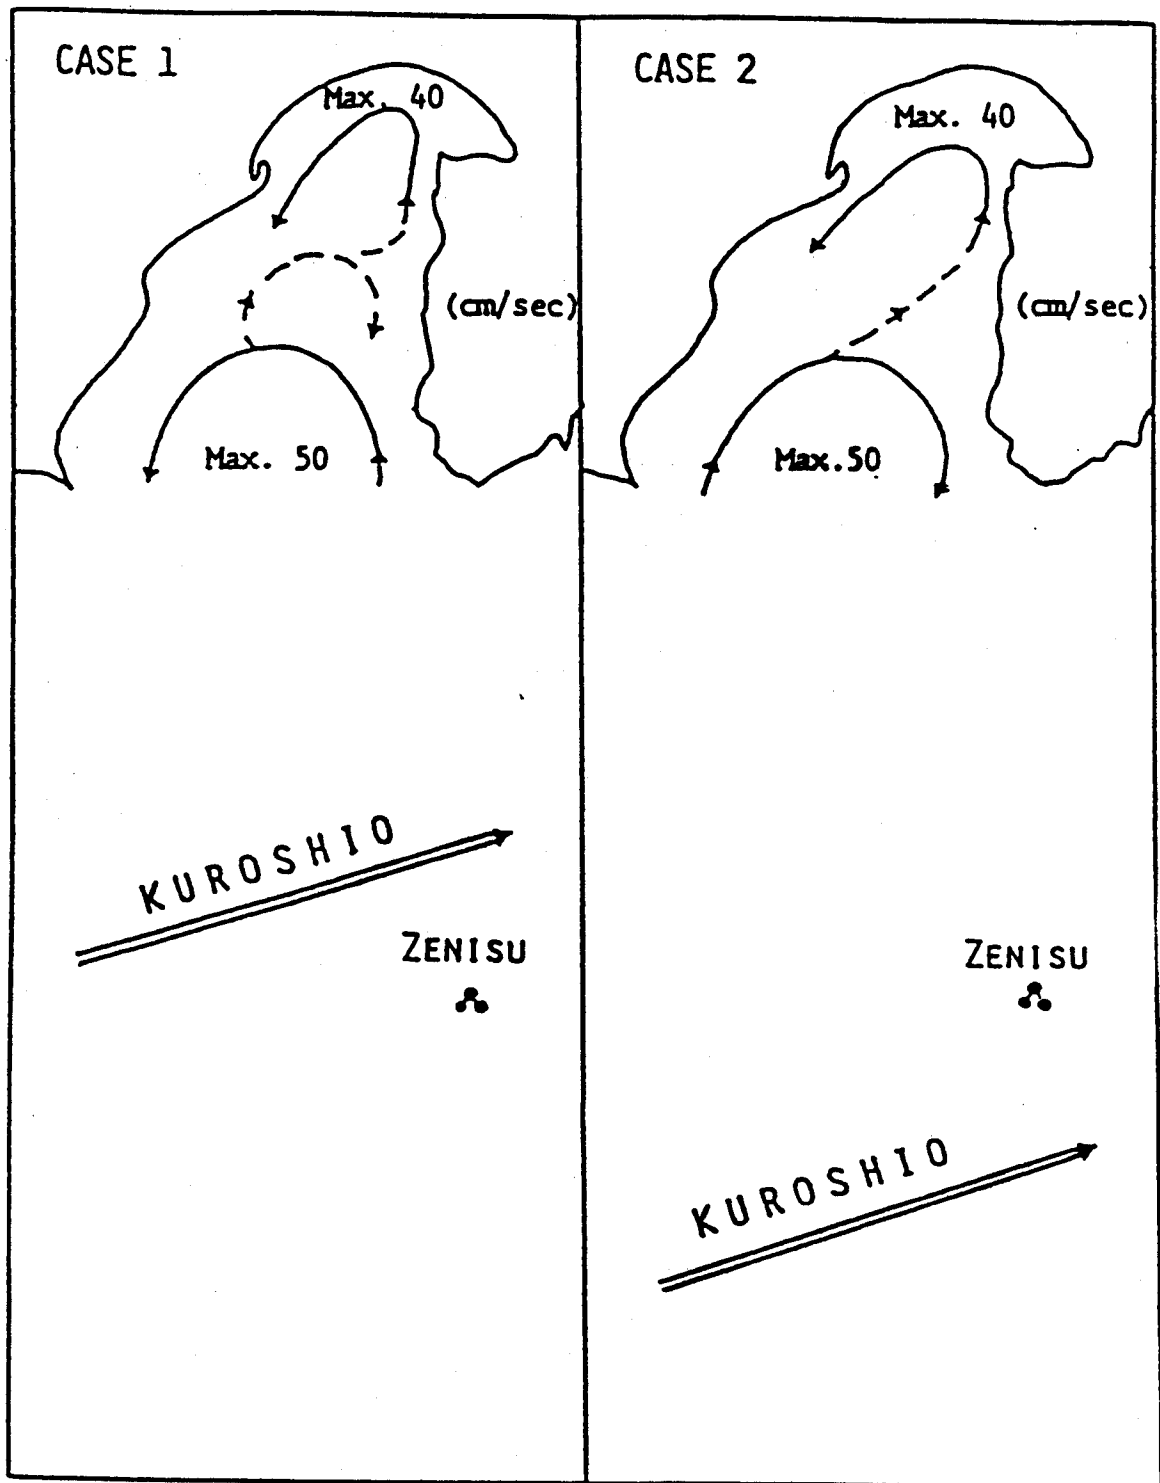 CASE 1
Max. 40
(cm/sec)
Max. 50
KUROSHIO
ZENISU
CASE 2
Max. 40
(cm/sec)
Max.50
ZENISU
KUROSHIO